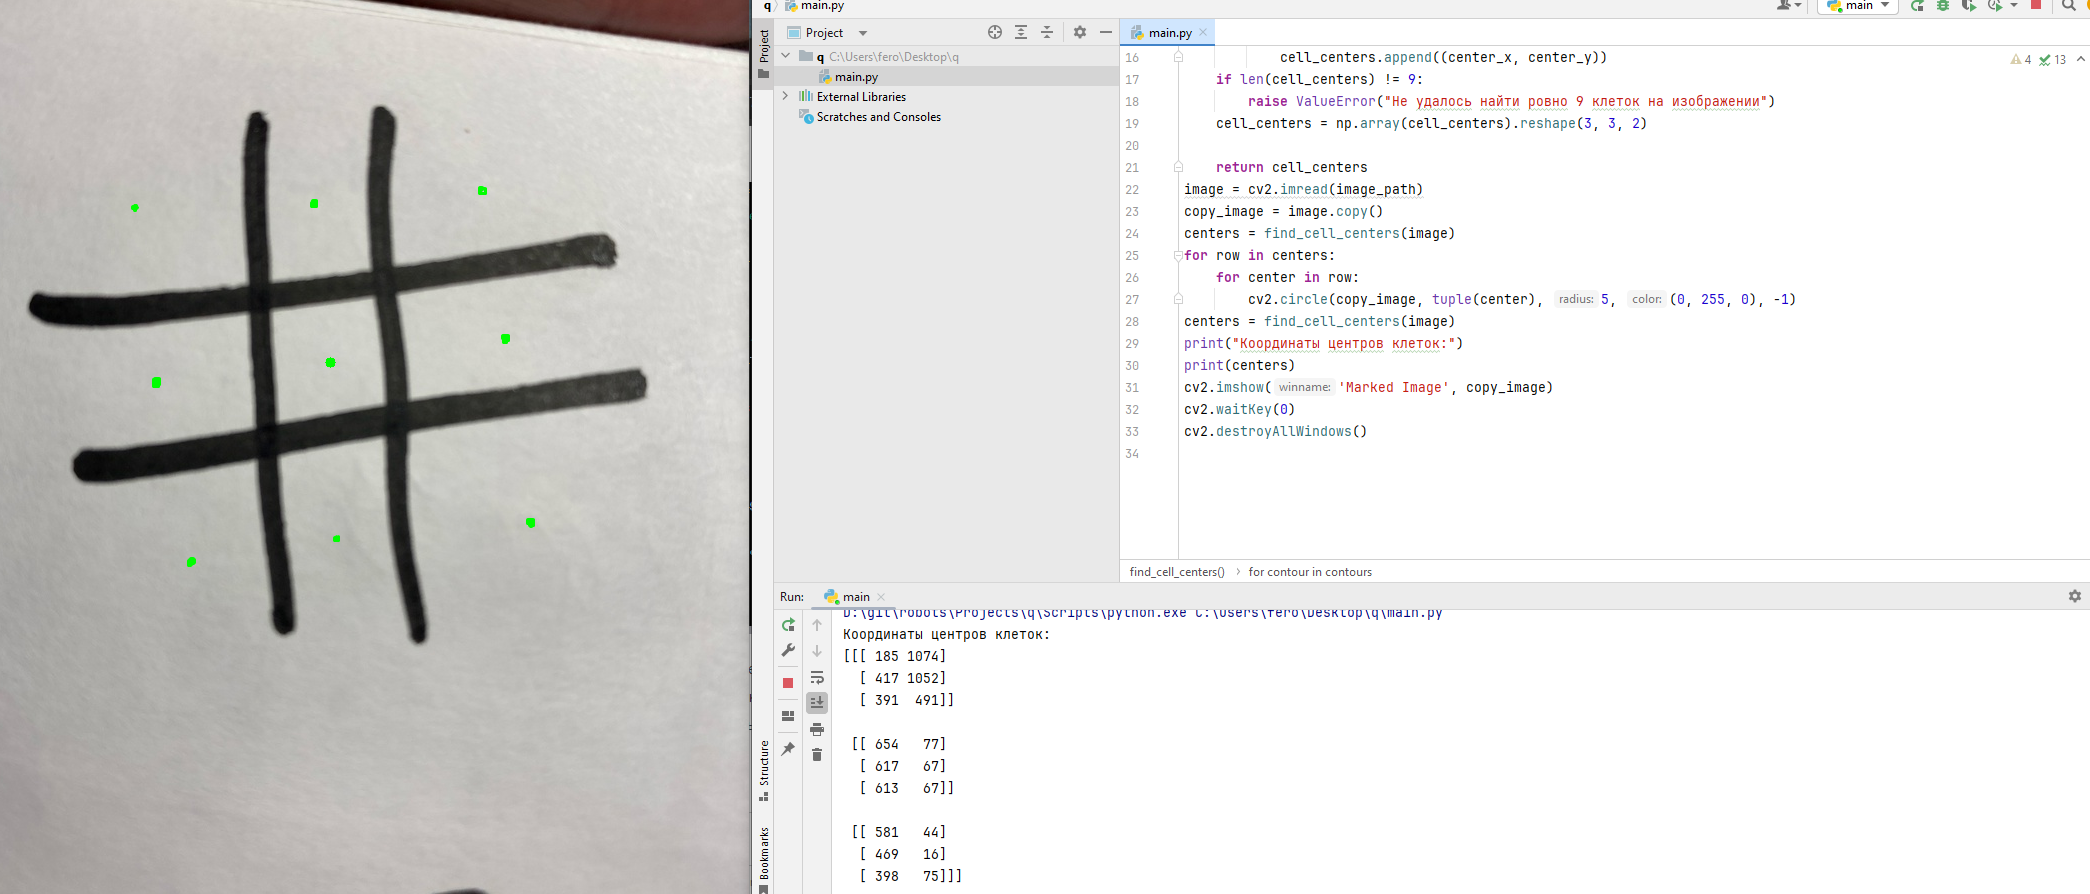 q main.py
main
Project
Project
q C:\Users\fero\Desktop\q
main.py
External Libraries
Scratches and Consoles
main.py
4 13
16 cell_centers.append((center_x, center_y))
17 if len(cell_centers) != 9:
18 raise ValueError("Не удалось найти ровно 9 клеток на изображении")
19 cell_centers = np.array(cell_centers).reshape(3, 3, 2)
20
21 return cell_centers
22 image = cv2.imread(image_path)
23 copy_image = image.copy()
24 centers = find_cell_centers(image)
25 for row in centers:
26 for center in row:
27 cv2.circle(copy_image, tuple(center), radius: 5, color: (0, 255, 0), -1)
28 centers = find_cell_centers(image)
29 print("Координаты центров клеток:")
30 print(centers)
31 cv2.imshow( winname: 'Marked Image', copy_image)
32 cv2.waitKey(0)
33 cv2.destroyAllWindows()
34
find_cell_centers() › for contour in contours
Run: main
D:\git\robots\Projects\q\Scripts\python.exe C:\Users\fero\Desktop\q\main.py
Координаты центров клеток:
[[[ 185 1074]
[ 417 1052]
[ 391 491]]
[[ 654 77]
[ 617 67]
[ 613 67]]
[[ 581 44]
[ 469 16]
[ 398 75]]]
Structure
Bookmarks